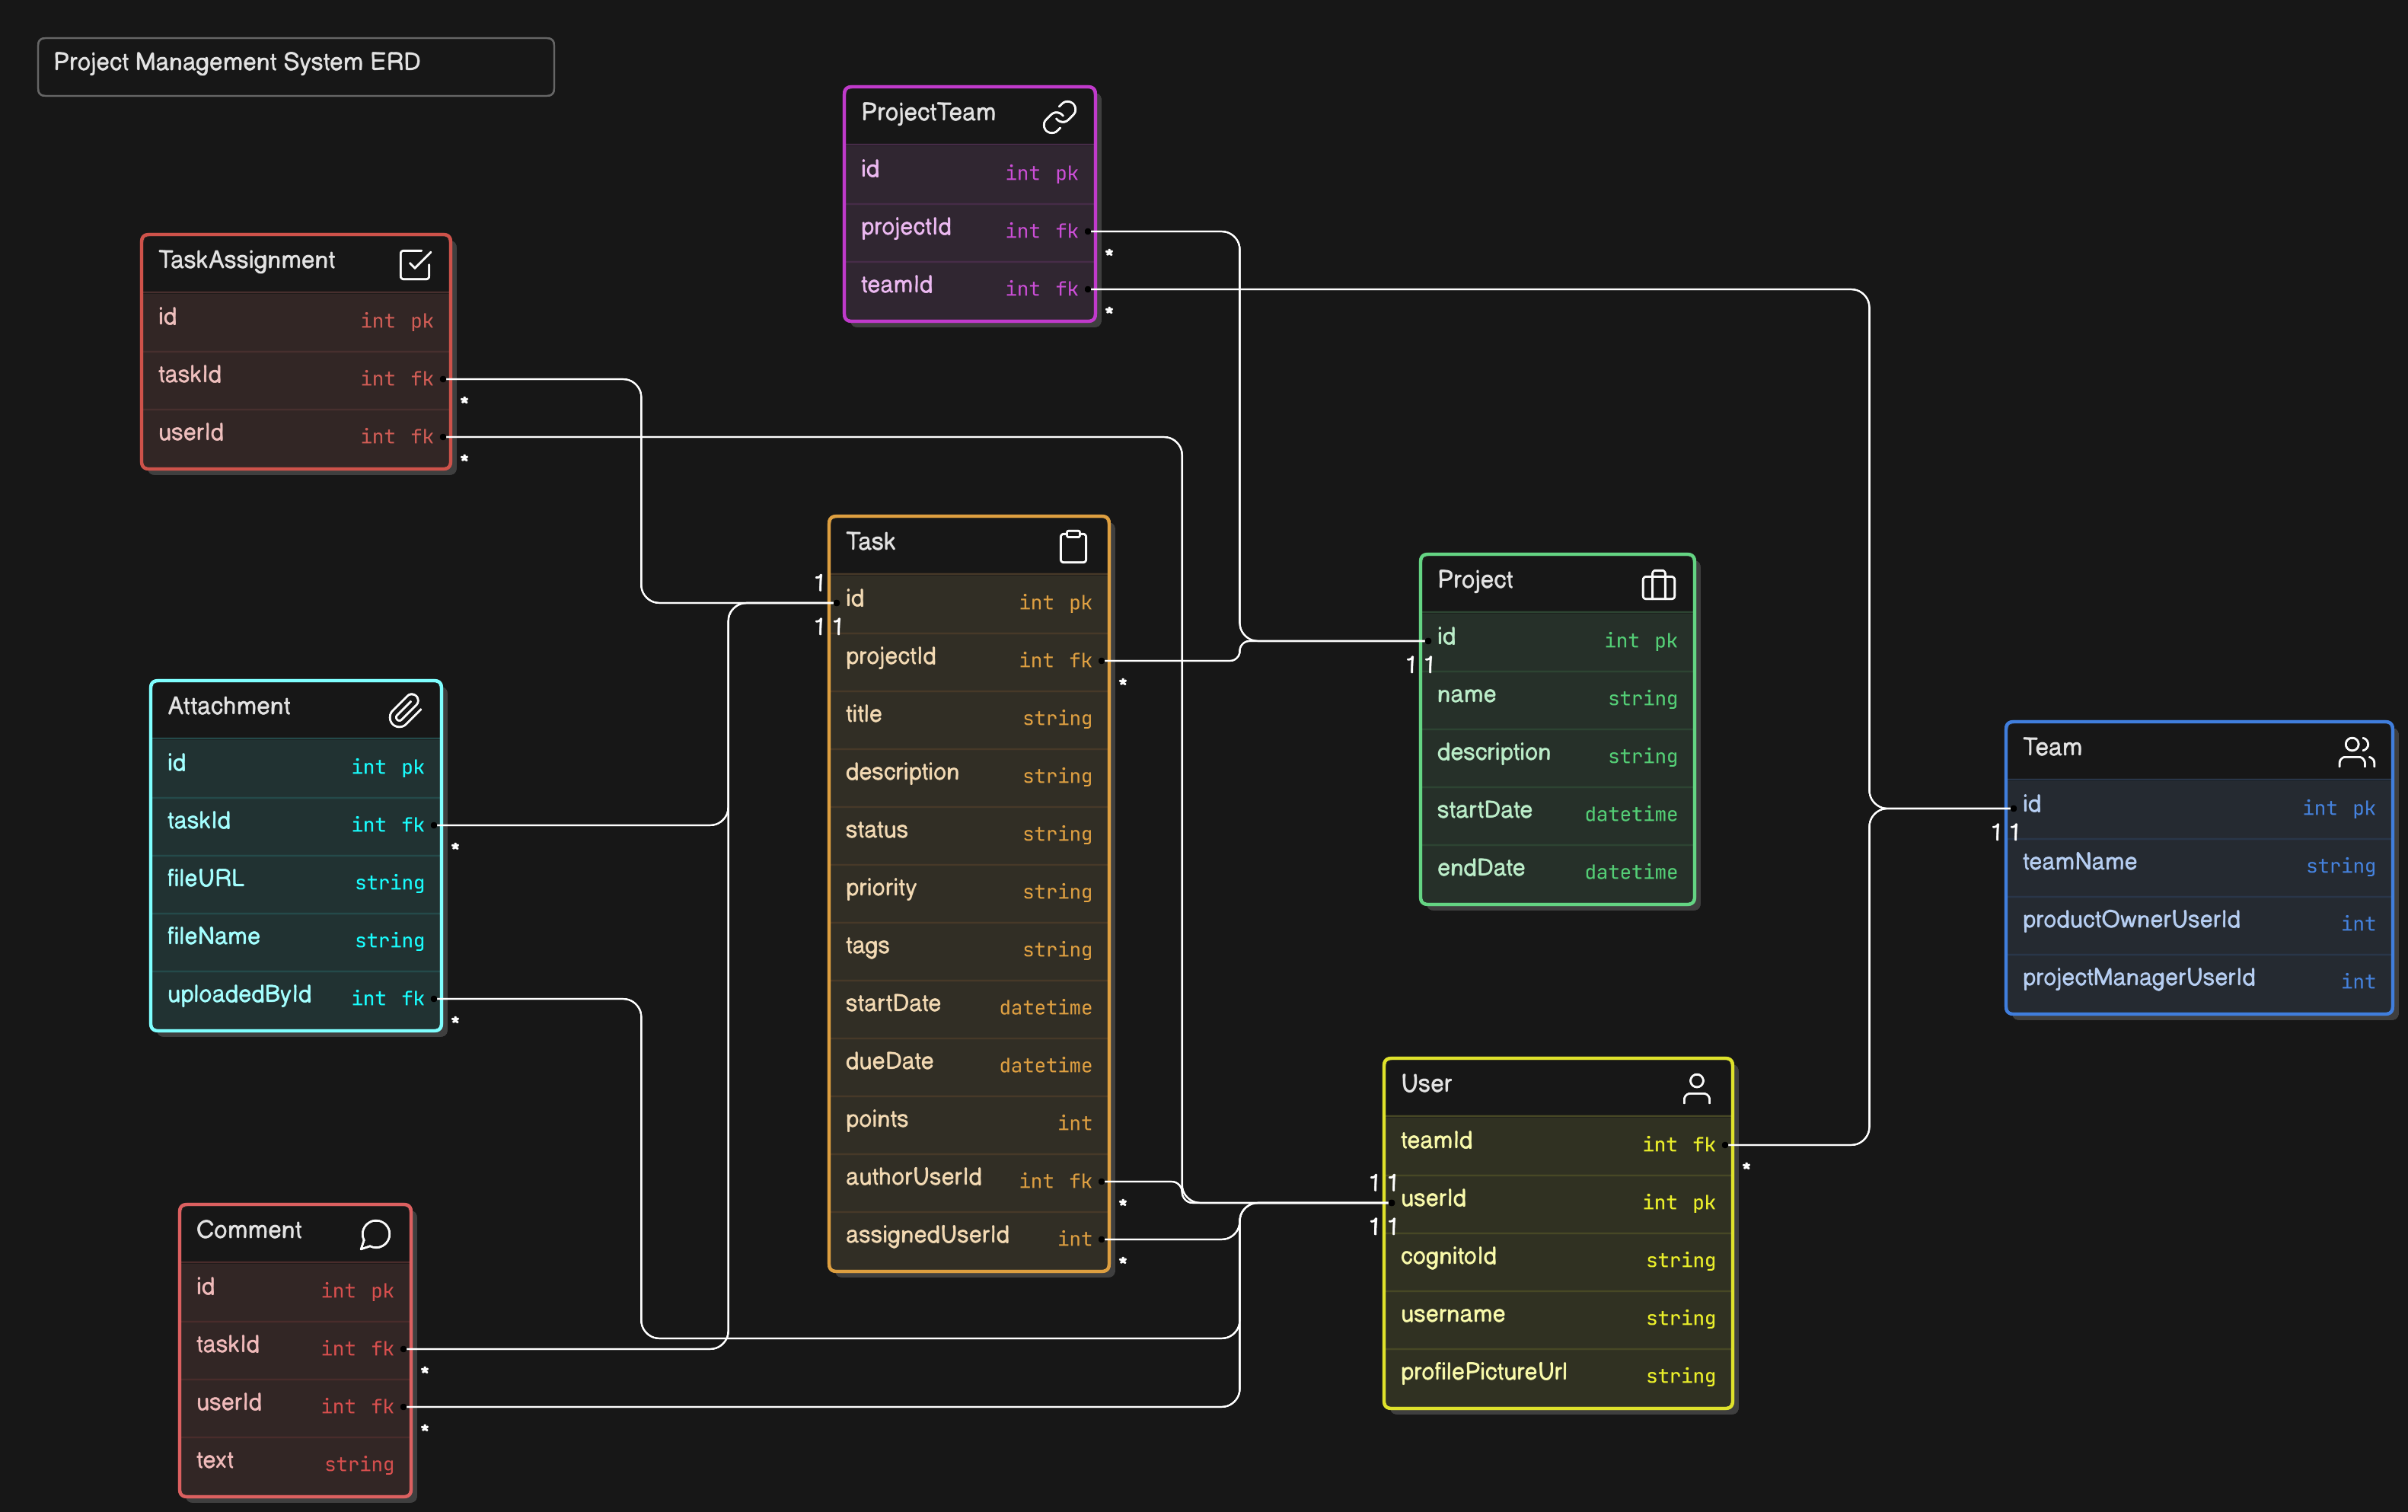 Project Management System ERD
ProjectTeam
id int pk
projectId int fk
*
teamId int fk
*
TaskAssignment
id int pk
taskId int fk
*
userId int fk
*
Task
1
id int pk
1 1
projectId int fk
*
title string
description string
status string
priority string
tags string
startDate datetime
dueDate datetime
points int
authorUserId int fk
*
assignedUserId int
*
Project
id int pk
1 1
name string
description string
startDate datetime
endDate datetime
Attachment
id int pk
taskId int fk
*
fileURL string
fileName string
uploadedById int fk
*
Team
id int pk
1 1
teamName string
productOwnerUserId int
projectManagerUserId int
User
teamId int fk
*
1 1
userId int pk
1 1
cognitoId string
username string
profilePictureUrl string
Comment
id int pk
taskId int fk
*
userId int fk
*
text string